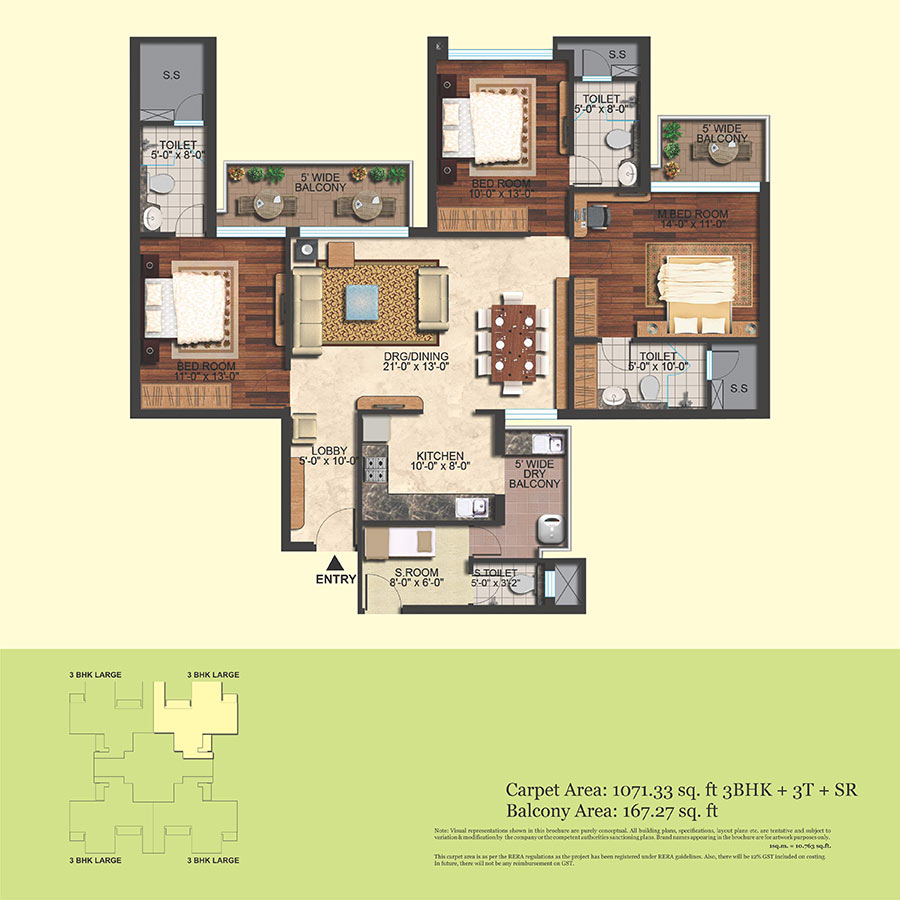 S.S
S.S
TOILET
5'-0" x 8'-0"
TOILET
5'-0" x 8'-0"
5' WIDE
BALCONY
5' WIDE
BALCONY
BED ROOM
10'-0" x 13'-0"
M.BED ROOM
14'-0" x 11'-0"
BED ROOM
11'-0" x 13'-0"
DRG/DINING
21'-0" x 13'-0"
TOILET
5'-0" x 10'-0"
S.S
LOBBY
5'-0" x 10'-0"
KITCHEN
10'-0" x 8'-0"
5' WIDE
DRY
BALCONY
ENTRY
S.ROOM
8'-0" x 6'-0"
S.TOILET
5'-0" x 3'-2"
3 BHK LARGE
3 BHK LARGE
3 BHK LARGE
3 BHK LARGE
Carpet Area: 1071.33 sq. ft 3BHK + 3T + SR
Balcony Area: 167.27 sq. ft
Note: Visual representations shown in this brochure are purely conceptual. All building plans, specifications, layout plans etc. are tentative and subject to
variation & modification by the company or the competent authorities sanctioning plans. Brand names appearing in the brochure are for artwork purposes only.
1sq.m. = 10.763 sq.ft.
This carpet area is as per the RERA regulations as the project has been registered under RERA guidelines. Also, there will be 12% GST included on costing.
In future, there will not be any reimbursement on GST.